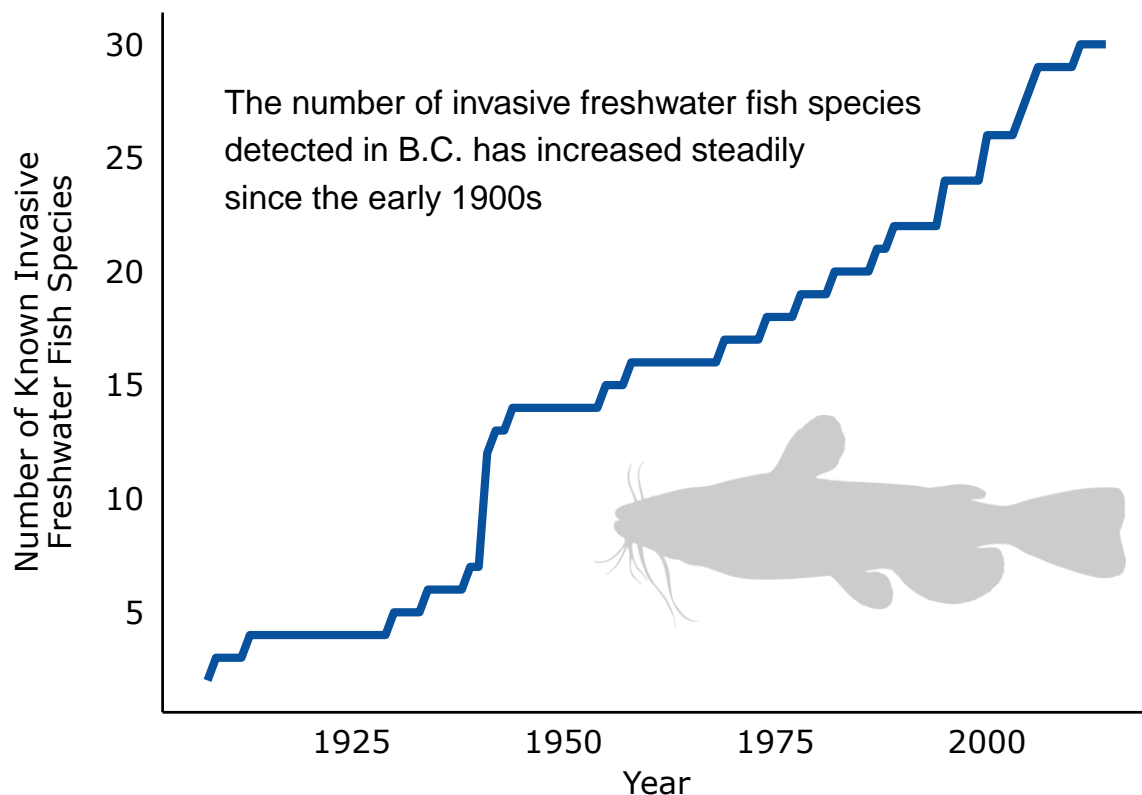 The number of invasive freshwater fish species
detected in B.C. has increased steadily
since the early 1900s
Number of Known Invasive
Freshwater Fish Species
30
25
20
15
10
5
1925
1950
1975
2000
Year